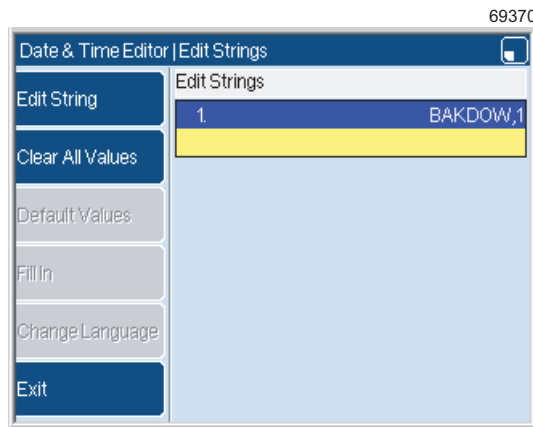 69370
Date & Time Editor | Edit Strings
Edit String
Clear All Values
Default Values
Fill In
Change Language
Exit
Edit Strings
1. BAKDOW,1